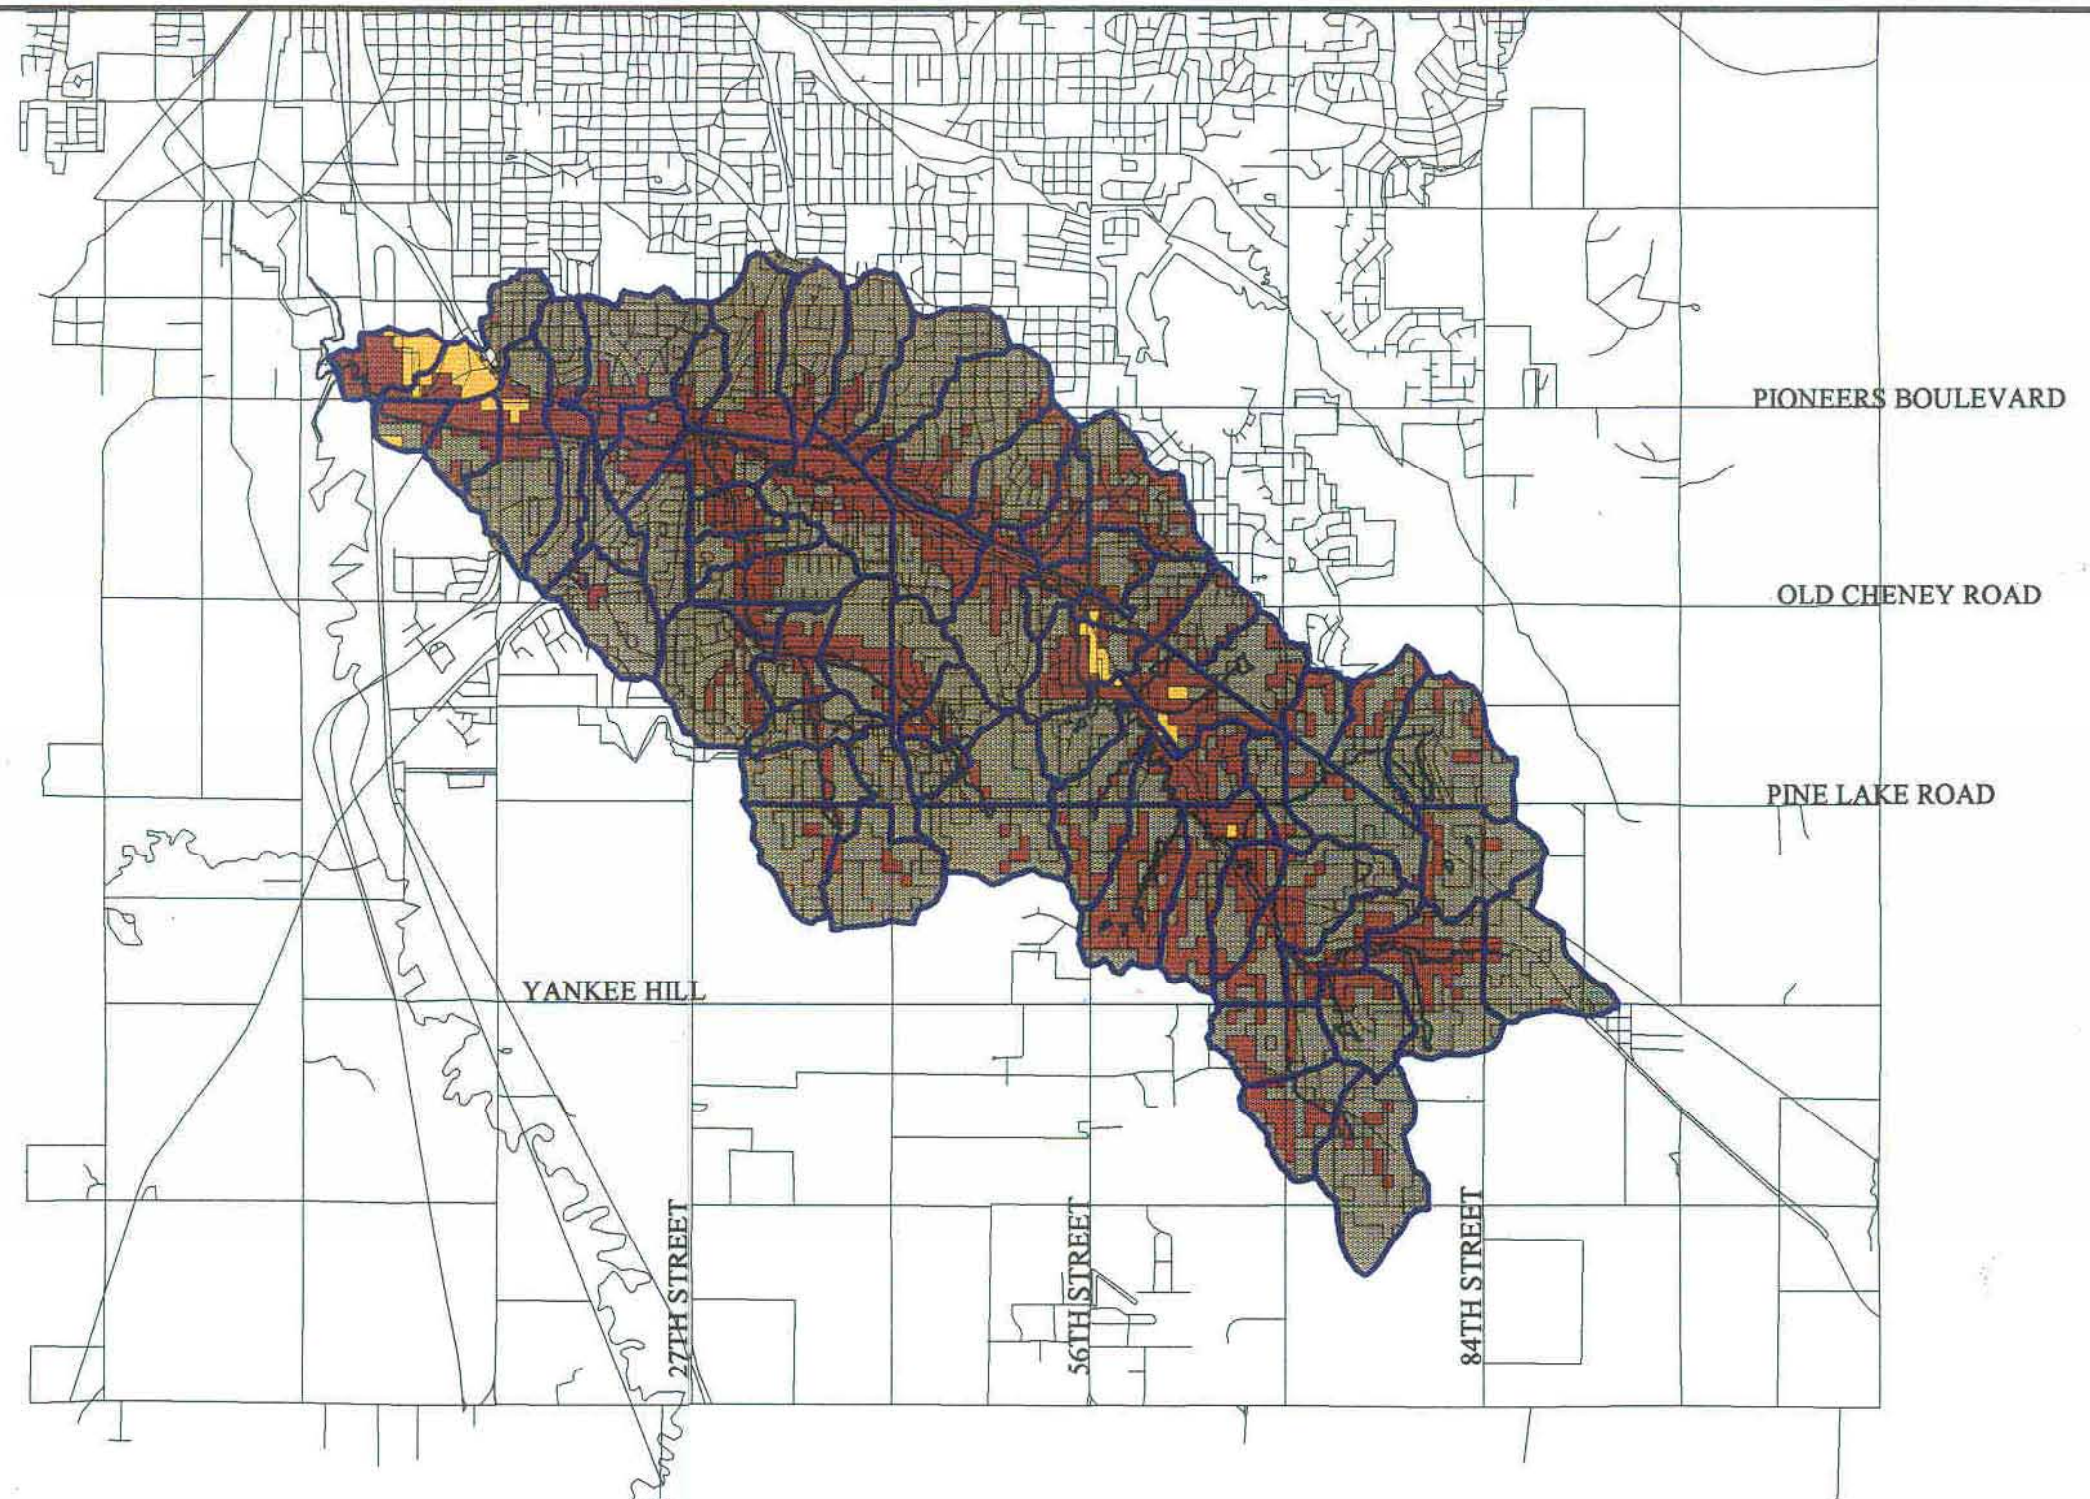 PIONEERS BOULEVARD
OLD CHENEY ROAD
PINE LAKE ROAD
YANKEE HILL
27TH STREET
56TH STREET
84TH STREET